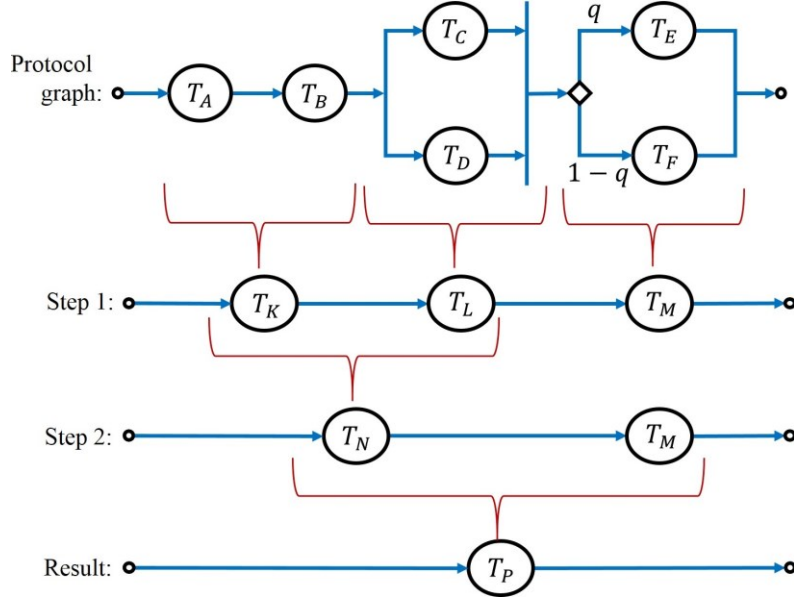 q
T_C
T_E
Protocol
graph:
T_A
T_B
T_D
T_F
1 − q
Step 1:
T_K
T_L
T_M
Step 2:
T_N
T_M
Result:
T_P